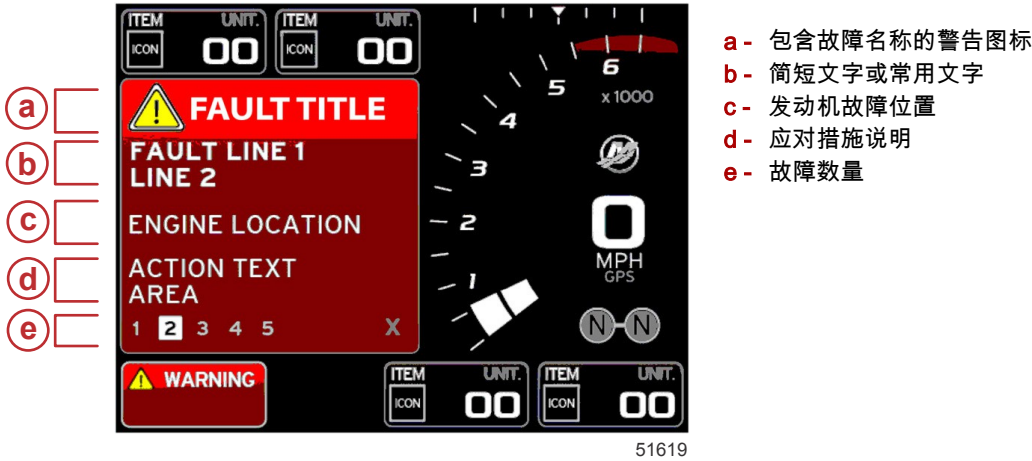 ITEM UNIT. ITEM UNIT.
ICON 00 ICON 00
a FAULT TITLE
b FAULT LINE 1
LINE 2
c ENGINE LOCATION
d ACTION TEXT
AREA
e 1 2 3 4 5 X
WARNING
6
5
4
3
2
1
x 1000
0
MPH
GPS
N N
ITEM UNIT. ITEM UNIT.
ICON 00 ICON 00
51619
a - 包含故障名称的警告图标
b - 简短文字或常用文字
c - 发动机故障位置
d - 应对措施说明
e - 故障数量